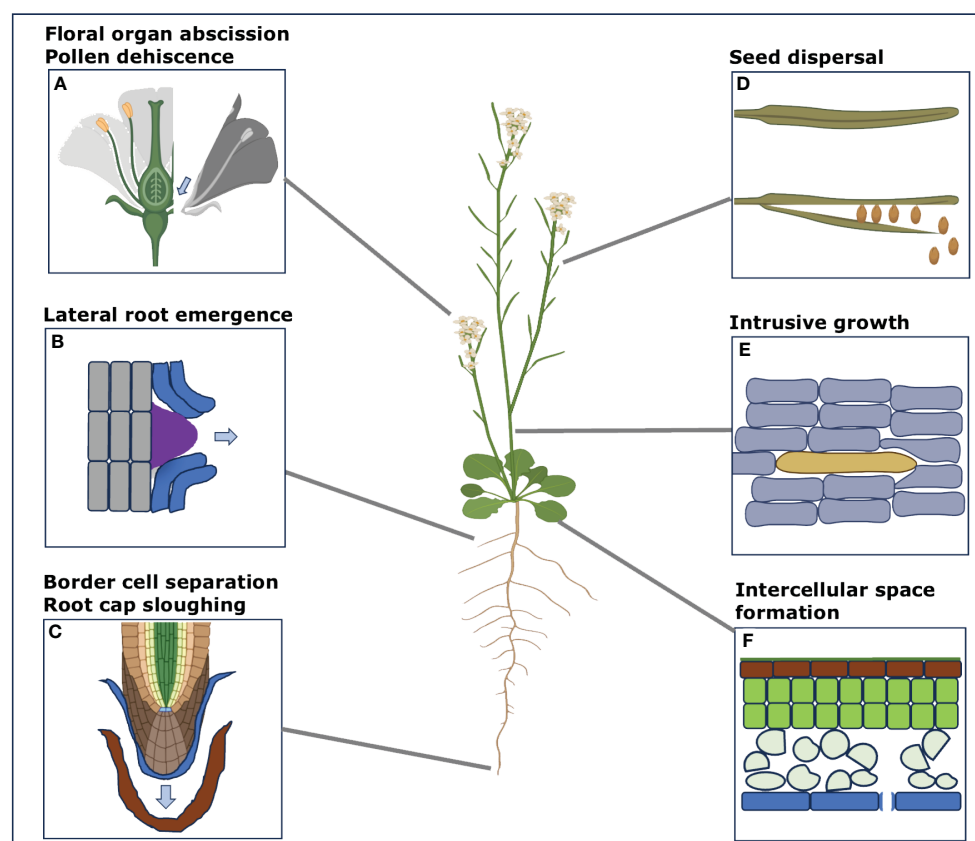 Floral organ abscission
Pollen dehiscence
A
Lateral root emergence
B
Border cell separation
Root cap sloughing
C
Seed dispersal
D
Intrusive growth
E
Intercellular space
formation
F